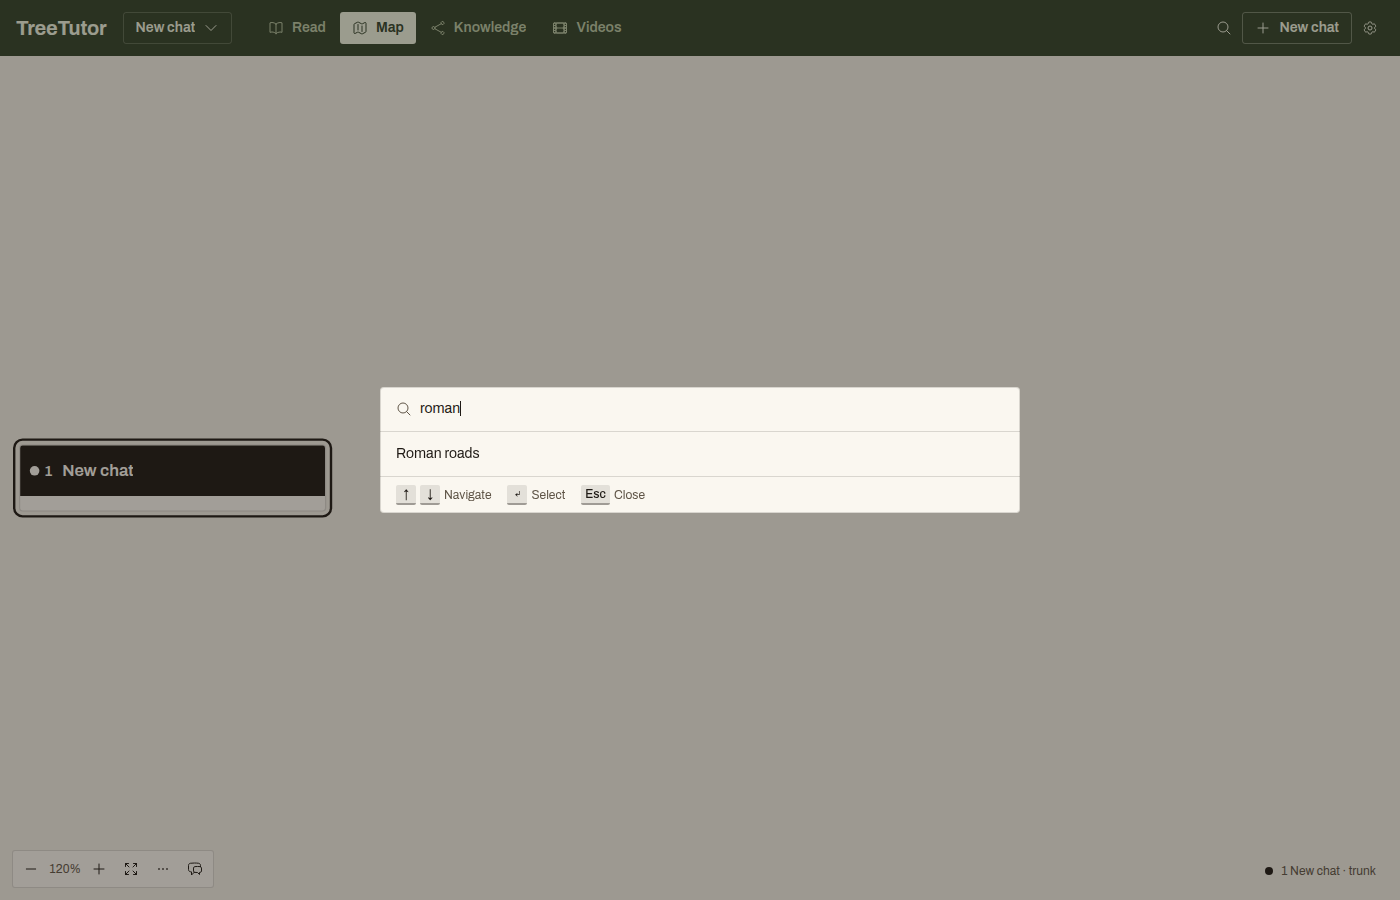 TreeTutor
New chat
Read
Map
Knowledge
Videos
New chat
roman
Roman roads
↑ ↓ Navigate
↵ Select
Esc Close
1 New chat
120%
1 New chat · trunk